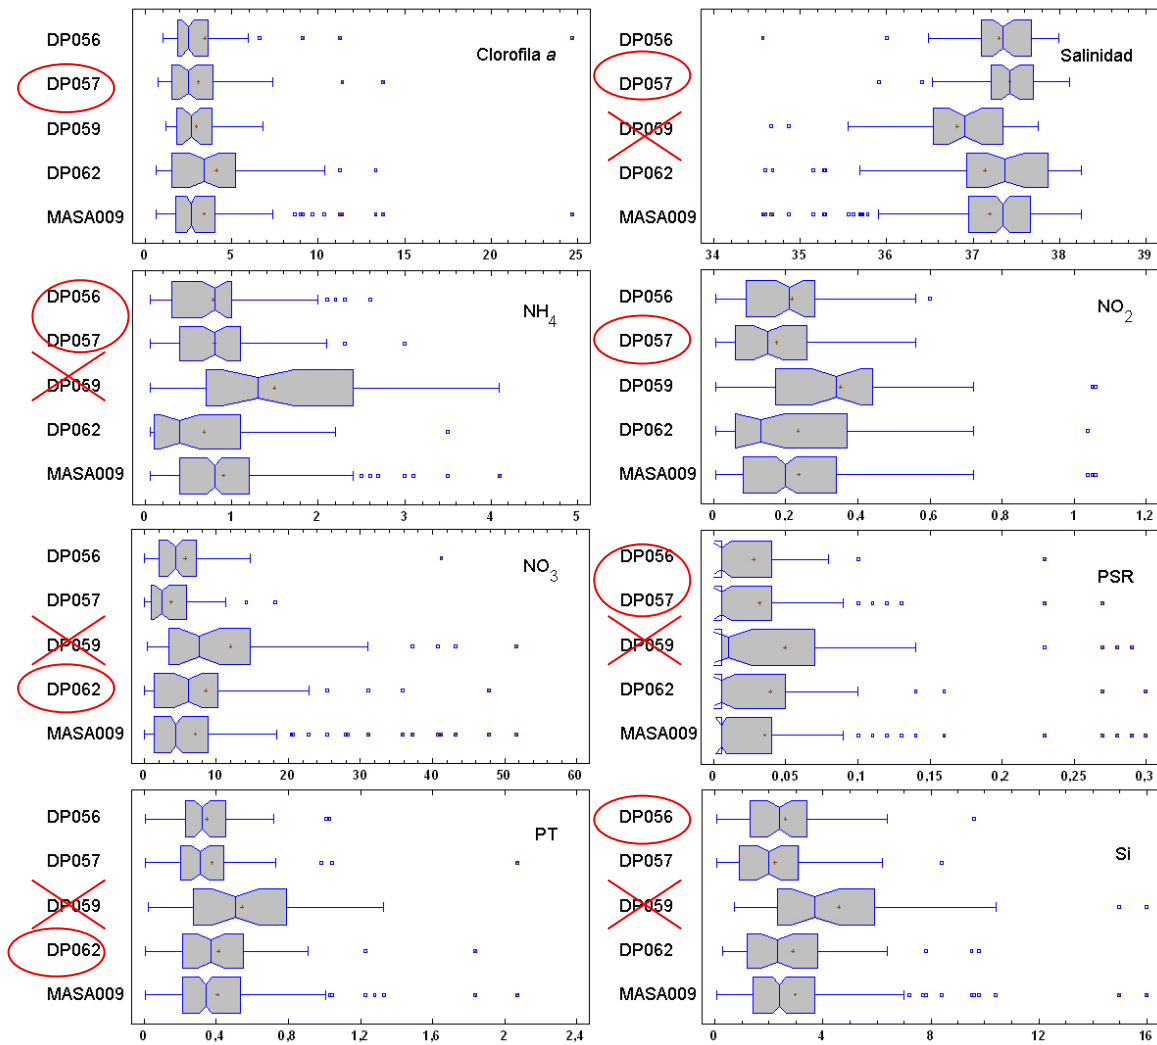 DP056
Clorofila a
DP057
DP059
DP062
MASA009
0 5 10 15 20 25
DP056
Salinidad
DP057
DP059
DP062
MASA009
34 35 36 37 38 39
DP056
NH4
DP057
DP059
DP062
MASA009
0 1 2 3 4 5
DP056
NO2
DP057
DP059
DP062
MASA009
0 0,2 0,4 0,6 0,8 1 1,2
DP056
NO3
DP057
DP059
DP062
MASA009
0 10 20 30 40 50 60
DP056
PSR
DP057
DP059
DP062
MASA009
0 0,05 0,1 0,15 0,2 0,25 0,3
DP056
PT
DP057
DP059
DP062
MASA009
0 0,4 0,8 1,2 1,6 2 2,4
DP056
Si
DP057
DP059
DP062
MASA009
0 4 8 12 16